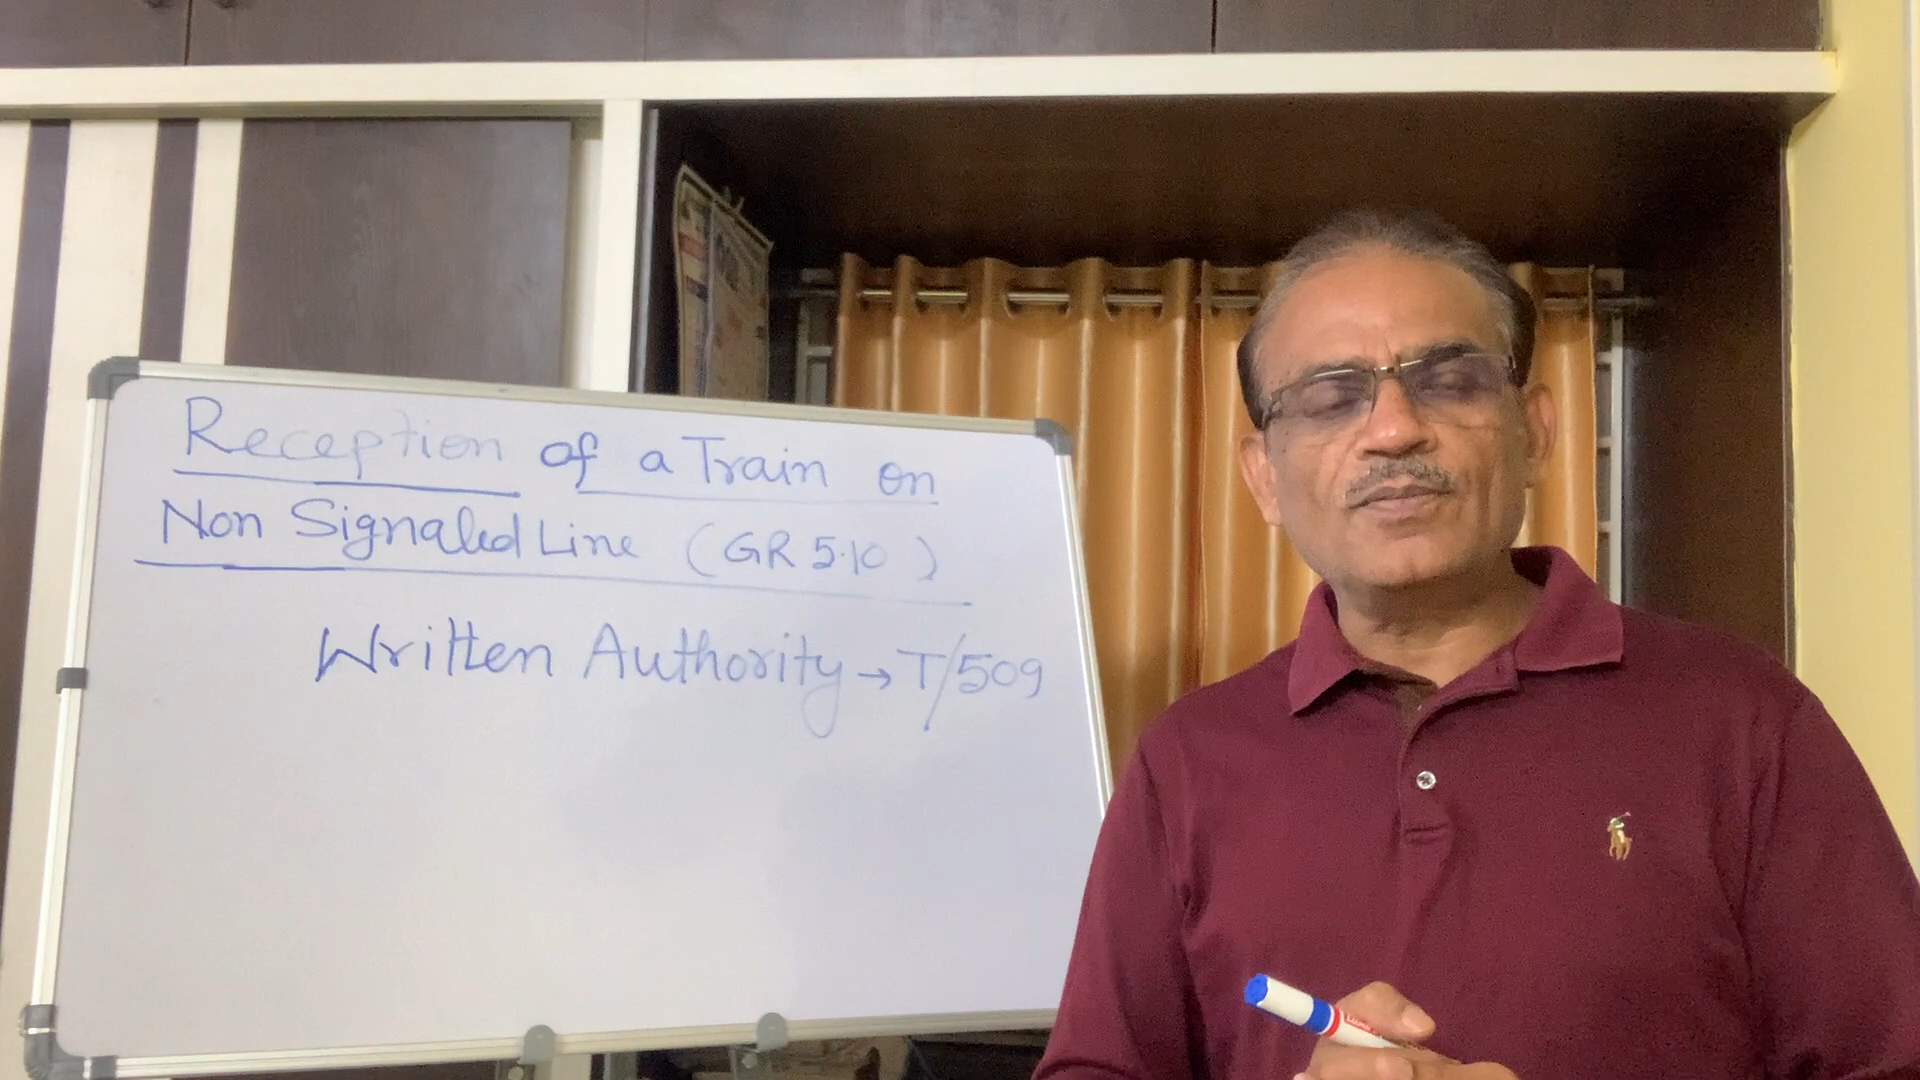 Reception of a Train on
Non Signaled Line (GR 5.10)
Written Authority → T/509